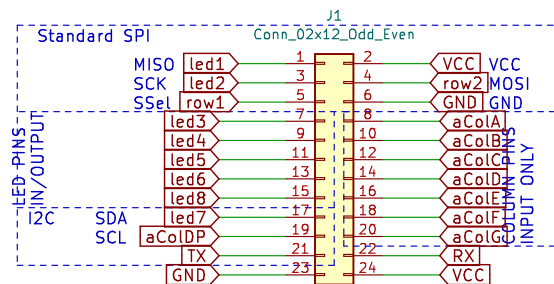 J1
Conn_02x12_Odd_Even
Standard SPI
MISO led1 1 2 VCC VCC
SCK led2 3 4 row2 MOSI
SSel row1 5 6 GND GND
led3 7 8 aColA
led4 9 10 aColB
led5 11 12 aColC
led6 13 14 aColD
led8 15 16 aColE
I2C SDA led7 17 18 aColF
SCL aColDP 19 20 aColG
TX 21 22 RX
GND 23 24 VCC
LED PINS
IN/OUTPUT
COLUMN PINS
INPUT ONLY